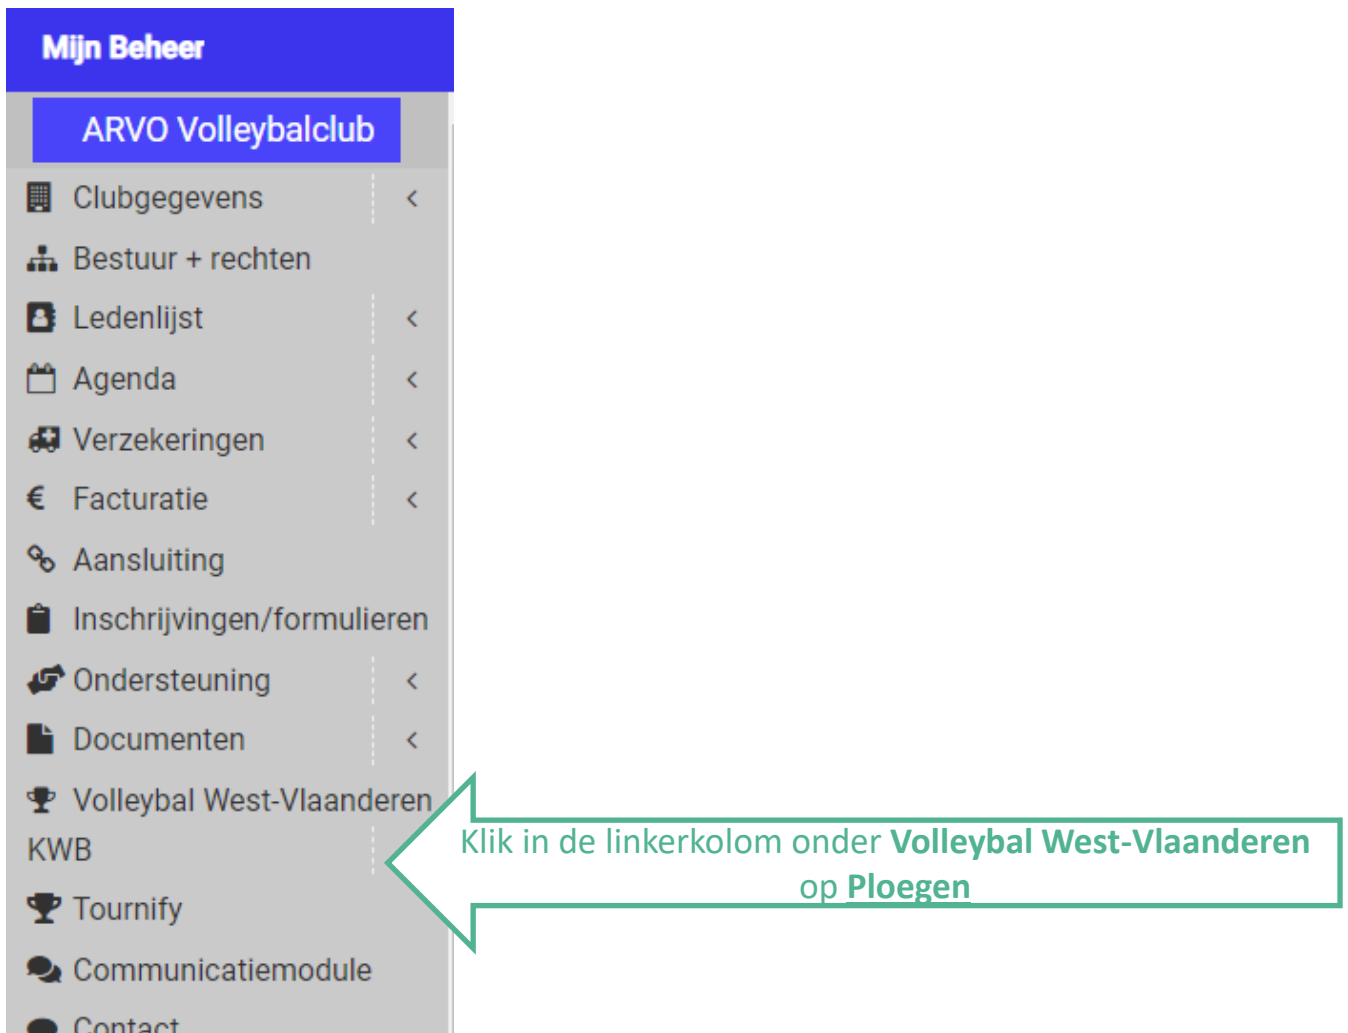 Mijn Beheer
ARVO Volleybalclub
Clubgegevens
Bestuur + rechten
Ledenlijst
Agenda
Verzekeringen
€ Facturatie
Aansluiting
Inschrijvingen/formulieren
Ondersteuning
Documenten
Volleybal West-Vlaanderen
KWB
Klik in de linkerkolom onder Volleybal West-Vlaanderen
op Ploegen
Tournify
Communicatiemodule
Contact